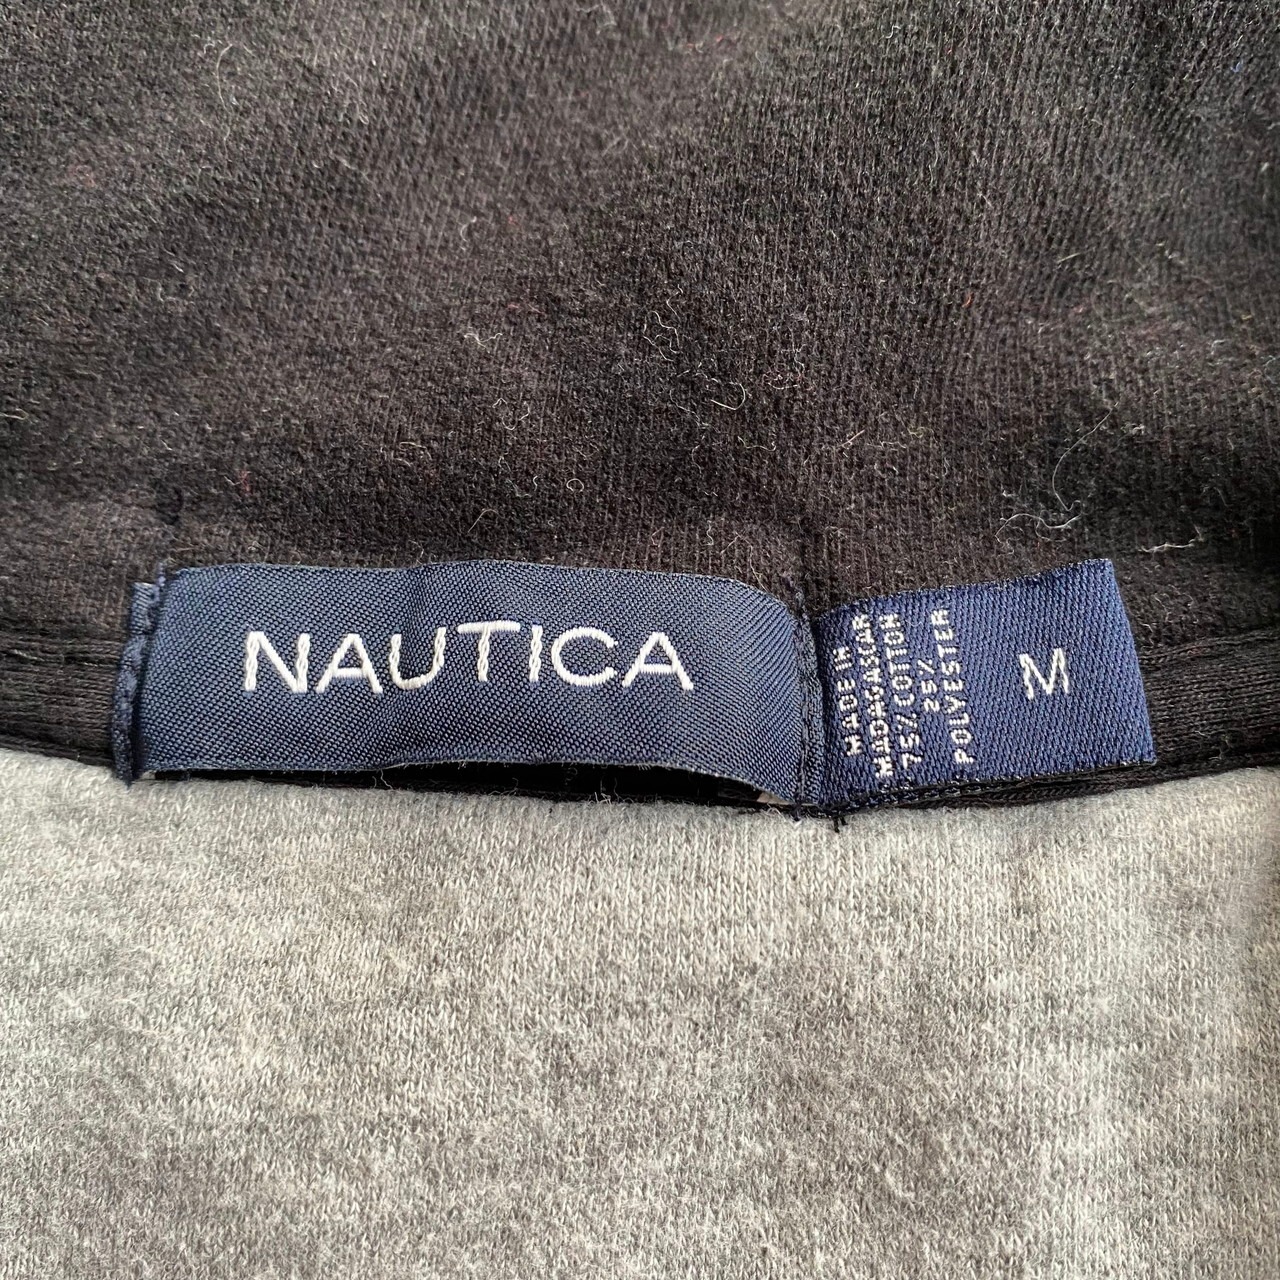 NAUTICA
MADE IN
MADAGASCAR
75% COTTON
25%
POLYESTER
M